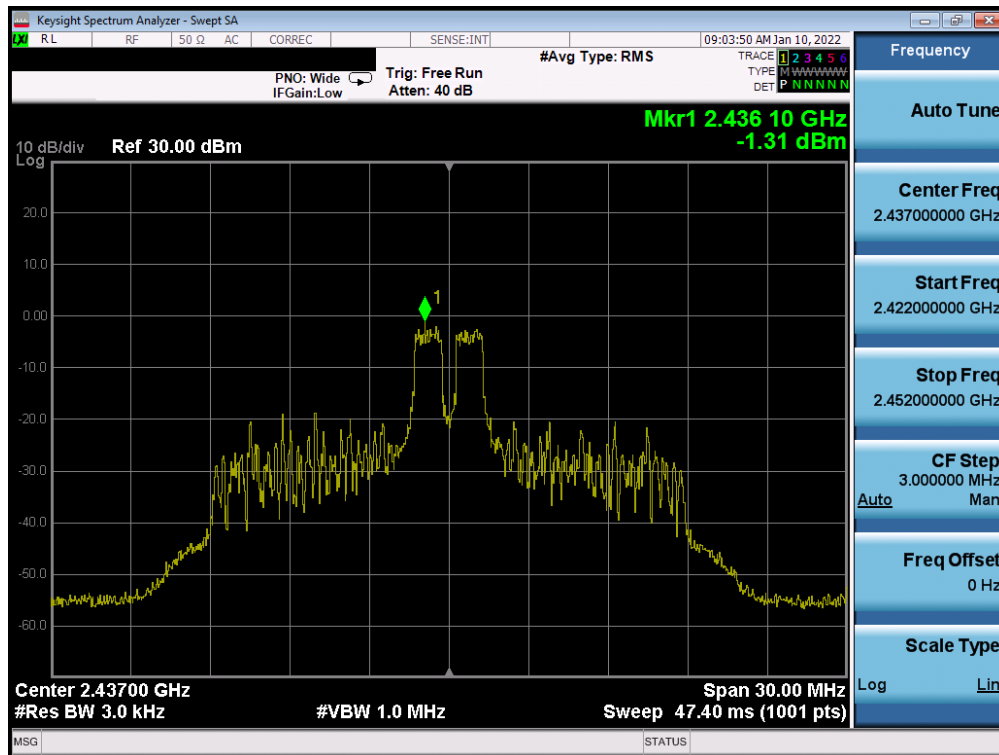 Keysight Spectrum Analyzer - Swept SA
LXI RL RF 50 Ω AC CORREC SENSE:INT 09:03:50 AM Jan 10, 2022
#Avg Type: RMS
TRACE 1 2 3 4 5 6
TYPE M W W W W W
DET P N N N N N
PNO: Wide
IFGain:Low
Trig: Free Run
Atten: 40 dB
Mkr1 2.436 10 GHz
-1.31 dBm
10 dB/div
Log
Ref 30.00 dBm
1
20.0
10.0
0.00
-10.0
-20.0
-30.0
-40.0
-50.0
-60.0
Center 2.43700 GHz
Span 30.00 MHz
#Res BW 3.0 kHz
#VBW 1.0 MHz
Sweep 47.40 ms (1001 pts)
MSG
STATUS
Frequency
Auto Tune
Center Freq
2.437000000 GHz
Start Freq
2.422000000 GHz
Stop Freq
2.452000000 GHz
CF Step
3.000000 MHz
Auto Man
Freq Offset
0 Hz
Scale Type
Log Lin